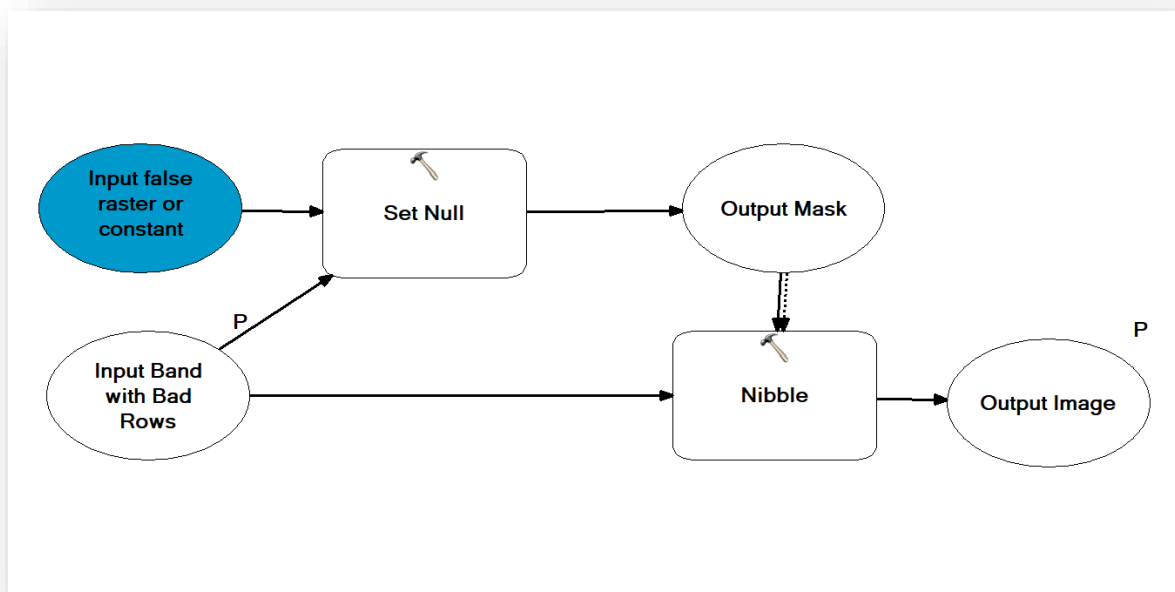 Input false
raster or
constant
Set Null
Output Mask
P
Input Band
with Bad
Rows
Nibble
P
Output Image